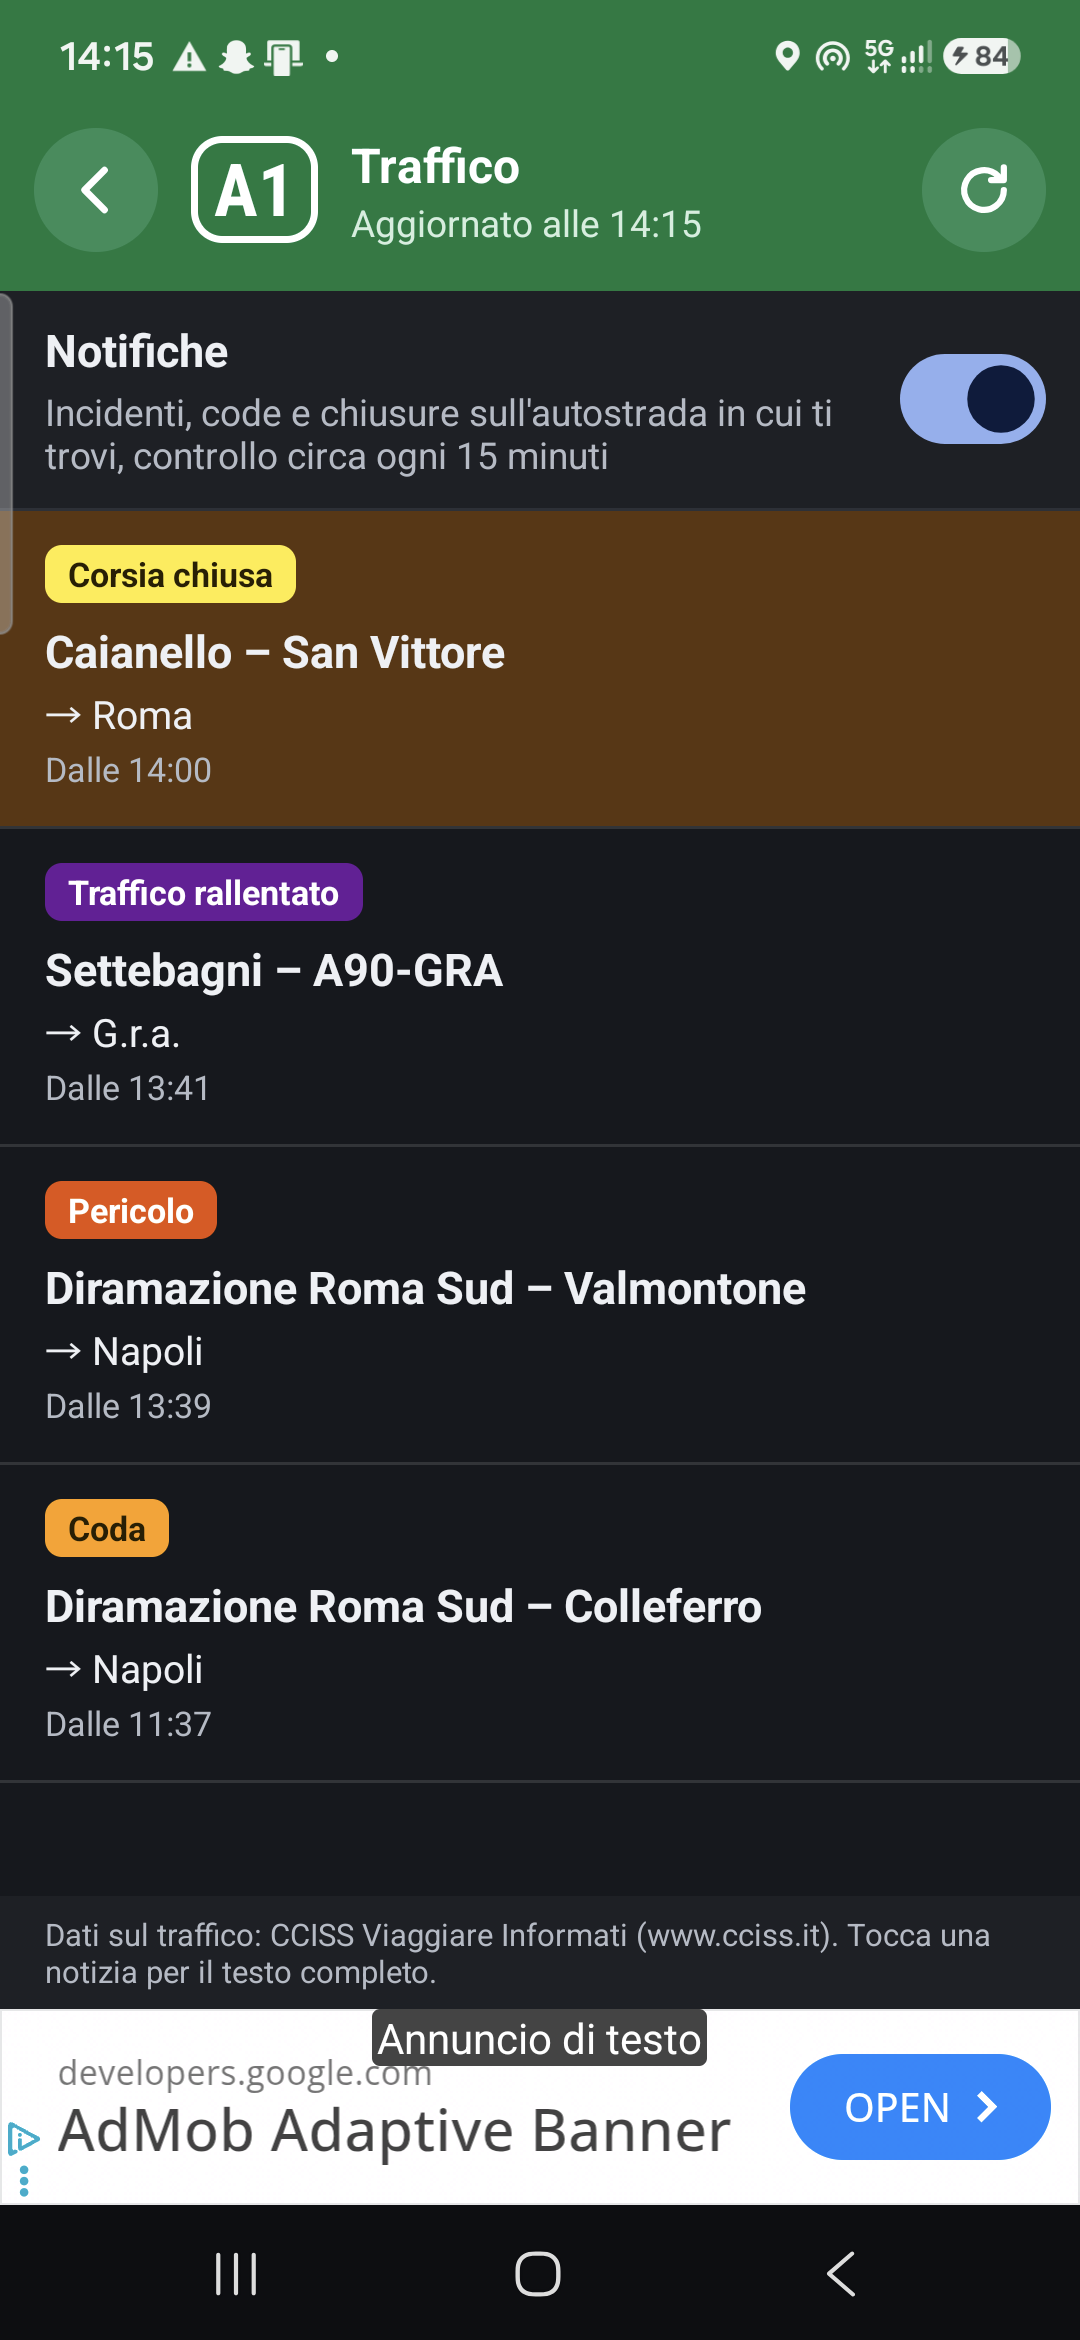 14:15
5G
84
A1
Traffico
Aggiornato alle 14:15
Notifiche
Incidenti, code e chiusure sull'autostrada in cui ti
trovi, controllo circa ogni 15 minuti
Corsia chiusa
Caianello – San Vittore
→ Roma
Dalle 14:00
Traffico rallentato
Settebagni – A90-GRA
→ G.r.a.
Dalle 13:41
Pericolo
Diramazione Roma Sud – Valmontone
→ Napoli
Dalle 13:39
Coda
Diramazione Roma Sud – Colleferro
→ Napoli
Dalle 11:37
Dati sul traffico: CCISS Viaggiare Informati (www.cciss.it). Tocca una
notizia per il testo completo.
Annuncio di testo
developers.google.com
AdMob Adaptive Banner
OPEN